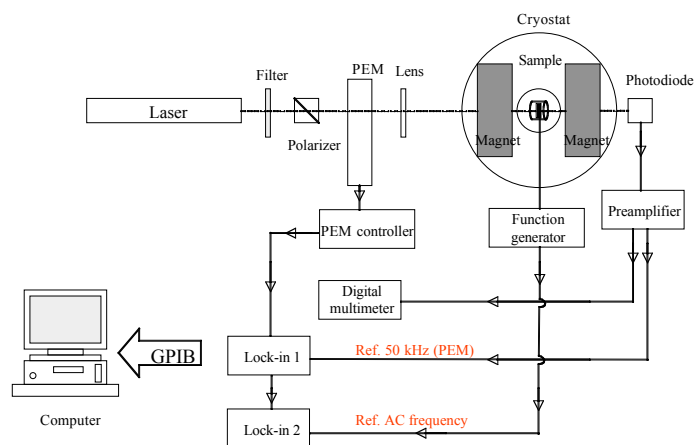 Cryostat
PEM
Filter
Lens
Sample
Photodiode
Laser
Polarizer
Magnet
Magnet
PEM controller
Function
generator
Preamplifier
Digital
multimeter
GPIB
Lock-in 1
Ref. 50 kHz (PEM)
Computer
Lock-in 2
Ref. AC frequency